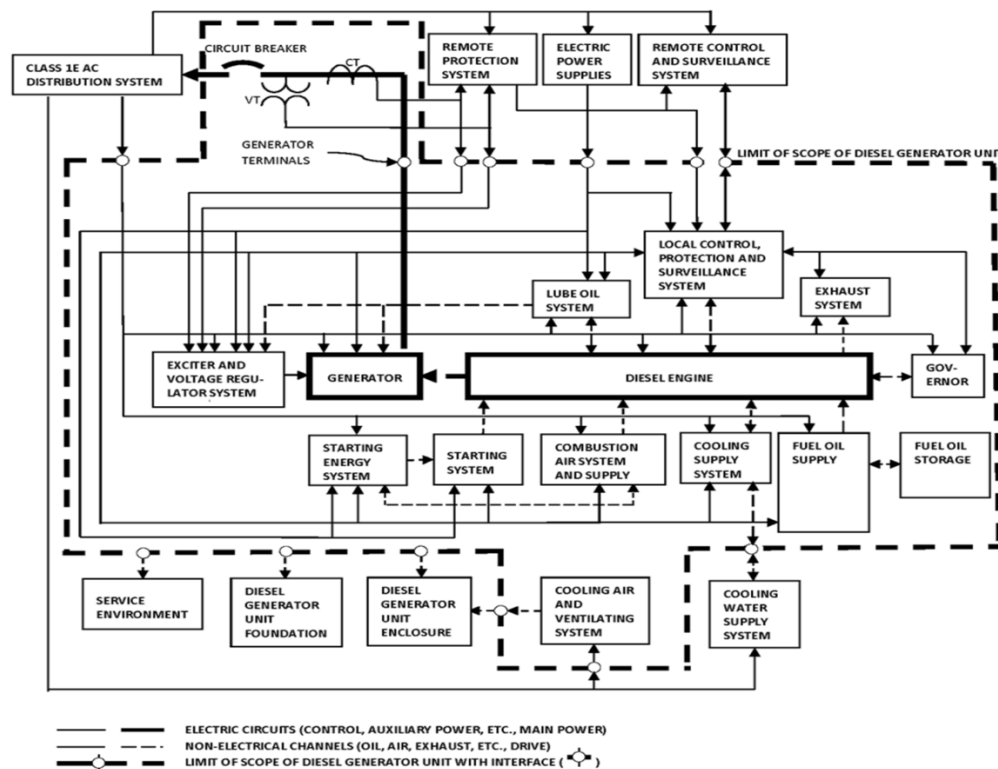 CIRCUIT BREAKER
CLASS 1E AC
DISTRIBUTION SYSTEM
CT
VT
REMOTE
PROTECTION
SYSTEM
ELECTRIC
POWER
SUPPLIES
REMOTE CONTROL
AND SURVEILLANCE
SYSTEM
GENERATOR
TERMINALS
LIMIT OF SCOPE OF DIESEL GENERATOR UNIT
LOCAL CONTROL,
PROTECTION AND
SURVEILLANCE
SYSTEM
LUBE OIL
SYSTEM
EXHAUST
SYSTEM
EXCITER AND
VOLTAGE REGU-
LATOR SYSTEM
GENERATOR
DIESEL ENGINE
GOV-
ERNOR
STARTING
ENERGY
SYSTEM
STARTING
SYSTEM
COMBUSTION
AIR SYSTEM
AND SUPPLY
COOLING
SUPPLY
SYSTEM
FUEL OIL
SUPPLY
FUEL OIL
STORAGE
SERVICE
ENVIRONMENT
DIESEL
GENERATOR
UNIT
FOUNDATION
DIESEL
GENERATOR
UNIT
ENCLOSURE
COOLING AIR
AND
VENTILATING
SYSTEM
COOLING
WATER
SUPPLY
SYSTEM
ELECTRIC CIRCUITS (CONTROL, AUXILIARY POWER, ETC., MAIN POWER)
NON-ELECTRICAL CHANNELS (OIL, AIR, EXHAUST, ETC., DRIVE)
LIMIT OF SCOPE OF DIESEL GENERATOR UNIT WITH INTERFACE ( )